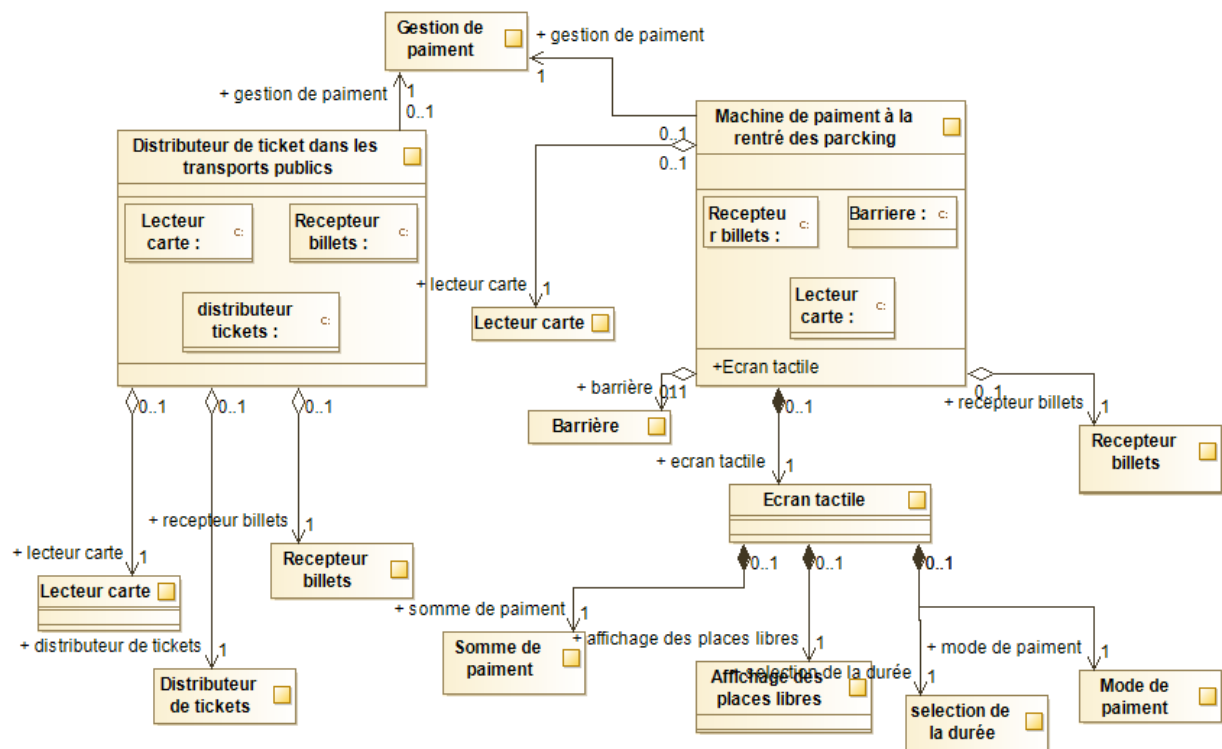 Gestion de
paiment
+ gestion de paiment
1
+ gestion de paiment
1
0..1
Distributeur de ticket dans les
transports publics
Lecteur
carte :
c:
Recepteur
billets :
c:
distributeur
tickets :
c:
Machine de paiment à la
rentré des parcking
0..1
0..1
Recepteu
r billets :
c:
Barriere :
c:
Lecteur
carte :
c:
+Ecran tactile
+ lecteur carte
1
Lecteur carte
+ barrière
011
Barrière
0..1
0..1
+ recepteur billets
1
Recepteur
billets
0..1
0..1
0..1
+ ecran tactile
1
Ecran tactile
+ recepteur billets
1
Recepteur
billets
+ lecteur carte
1
Lecteur carte
+ distributeur de tickets
1
Distributeur
de tickets
0..1
0..1
0..1
+ somme de paiment
1
Somme de
paiment
+ affichage des places libres
1
Affichage des
places libres
+ selection de la durée
1
selection de
la durée
+ mode de paiment
1
Mode de
paiment